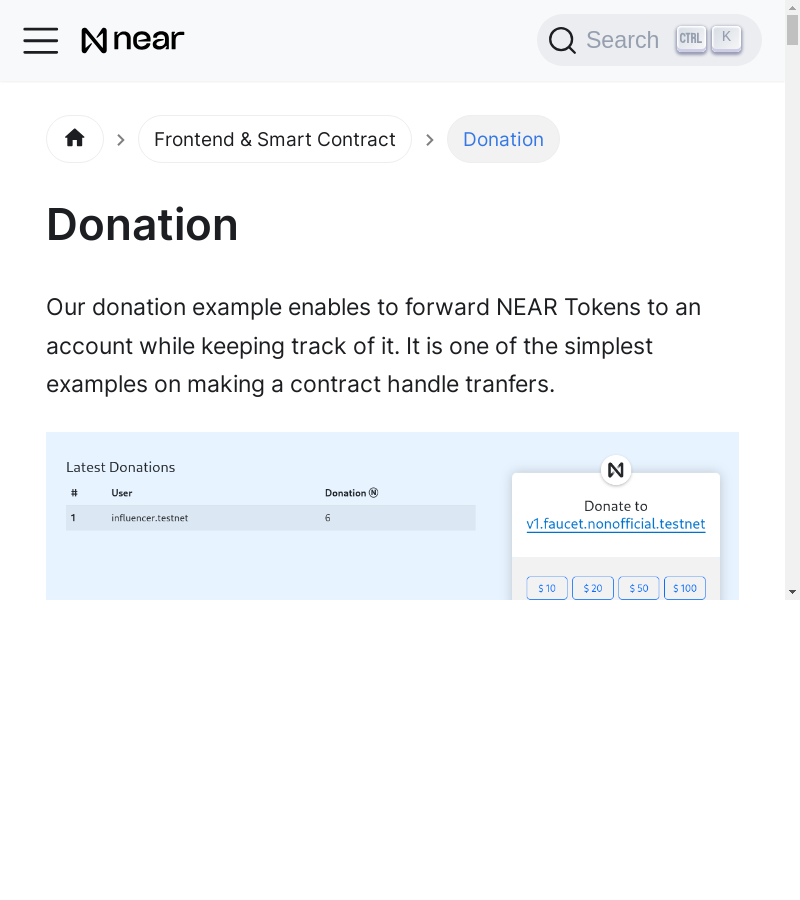 near
Search CTRL K
Frontend & Smart Contract > Donation
Donation
Our donation example enables to forward NEAR Tokens to an
account while keeping track of it. It is one of the simplest
examples on making a contract handle tranfers.
Latest Donations
# User Donation Ⓝ
1 influencer.testnet 6
Donate to
v1.faucet.nonofficial.testnet
$ 10 $ 20 $ 50 $ 100